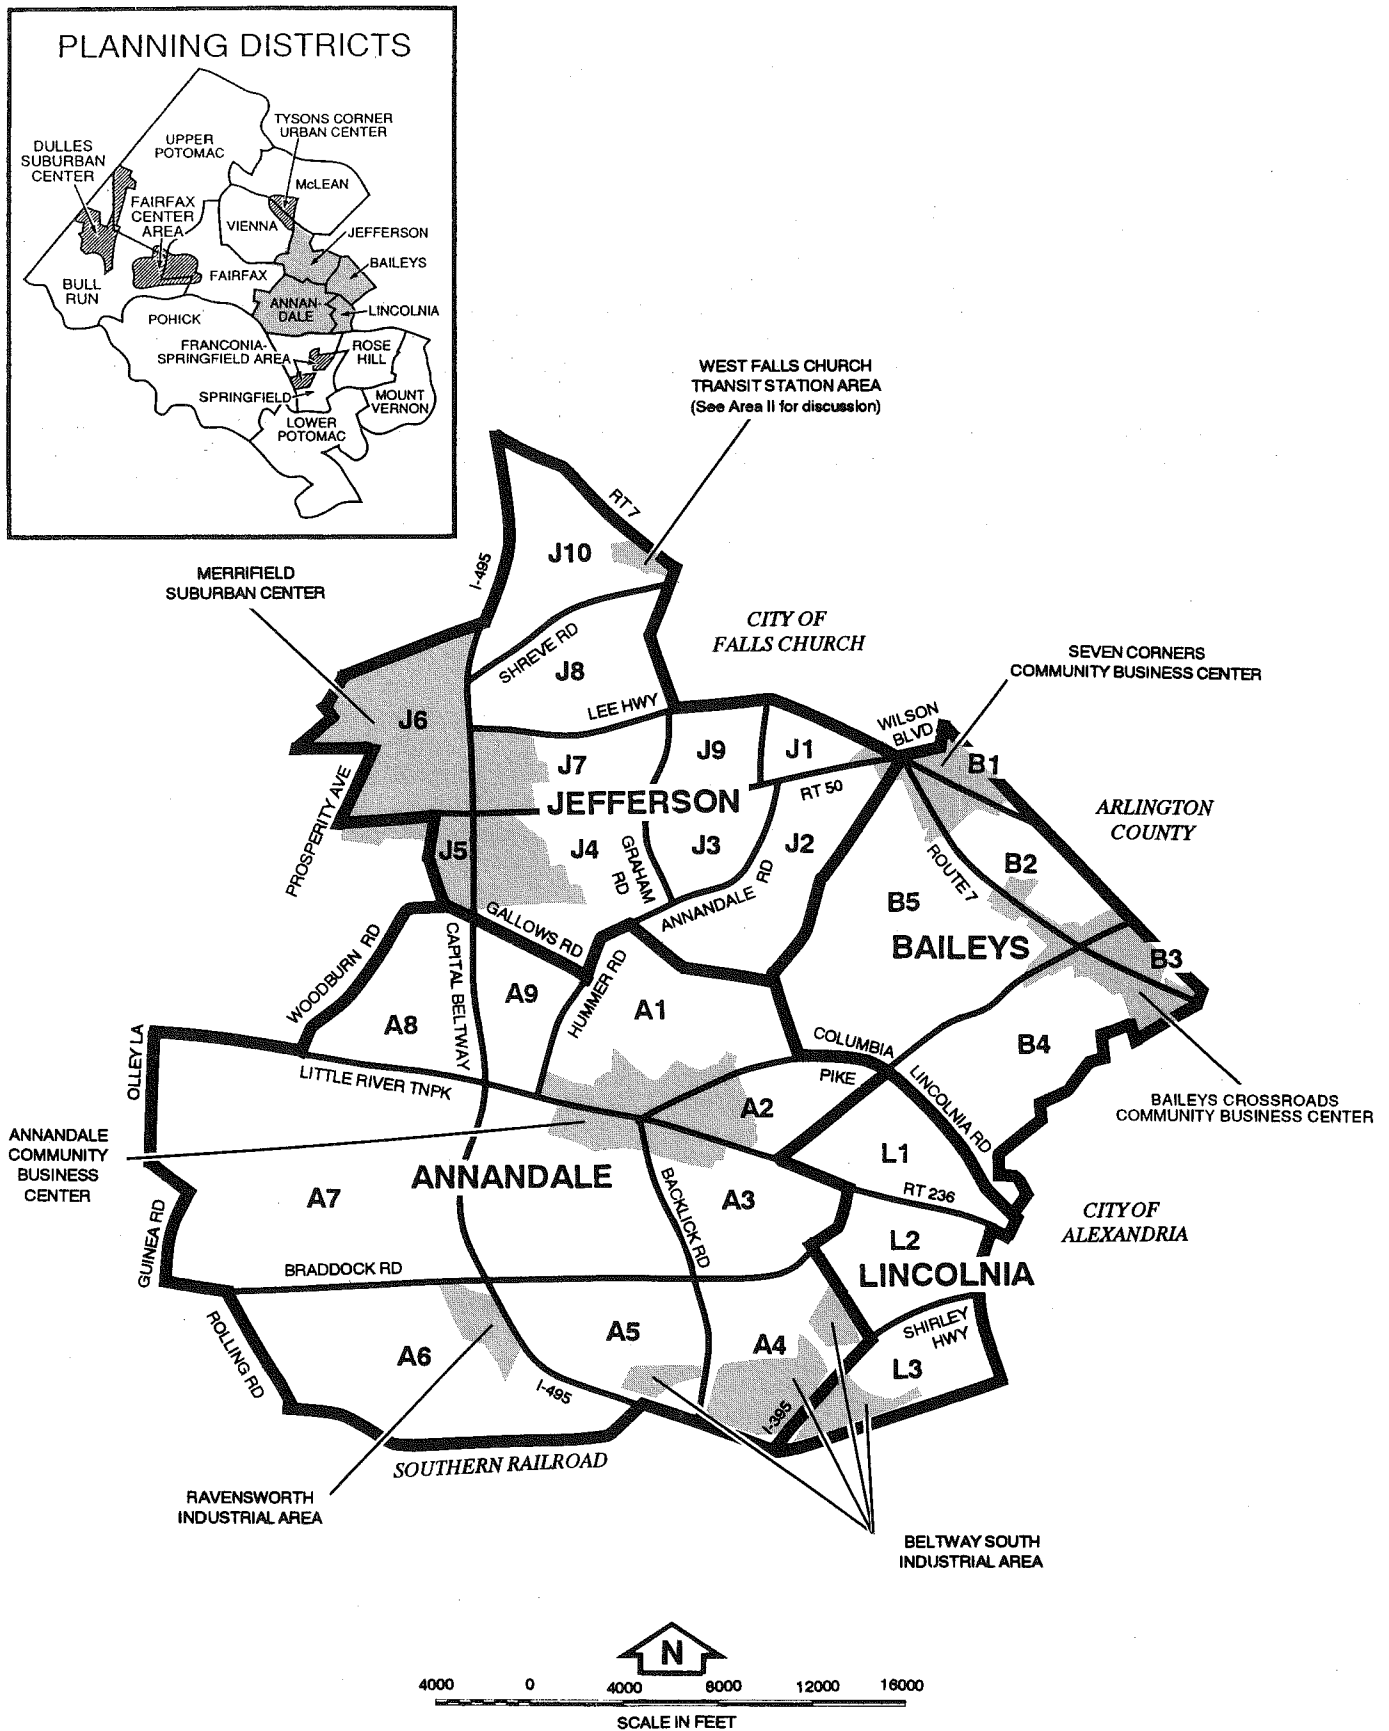 PLANNING DISTRICTS
TYSONS CORNER
URBAN CENTER
UPPER
POTOMAC
DULLES
SUBURBAN
CENTER
McLEAN
FAIRFAX
CENTER
AREA
VIENNA
JEFFERSON
BAILEYS
FAIRFAX
BULL
RUN
ANNAN-
DALE
LINCOLNIA
POHICK
FRANCONIA-
SPRINGFIELD AREA
ROSE
HILL
SPRINGFIELD
MOUNT
VERNON
LOWER
POTOMAC
WEST FALLS CHURCH
TRANSIT STATION AREA
(See Area II for discussion)
RT 7
J10
I-495
MERRIFIELD
SUBURBAN CENTER
CITY OF
FALLS CHURCH
SHREVE RD
J8
SEVEN CORNERS
COMMUNITY BUSINESS CENTER
LEE HWY
WILSON
BLVD
J6
J7
J9
J1
B1
PROSPERITY AVE
JEFFERSON
RT 50
ARLINGTON
COUNTY
J5
J4
GRAHAM
RD
J3
J2
ROUTE 7
B2
ANNANDALE RD
B5
GALLOWS RD
BAILEYS
B3
WOODBURN RD
CAPITAL BELTWAY
HUMMER RD
A9
A1
A8
COLUMBIA
PIKE
B4
OLLEY LA
LITTLE RIVER TNPK
LINCOLNIA RD
BAILEYS CROSSROADS
COMMUNITY BUSINESS CENTER
A2
ANNANDALE
COMMUNITY
BUSINESS
CENTER
L1
ANNANDALE
BACKLICK RD
A7
A3
RT 236
CITY OF
ALEXANDRIA
GUINEA RD
L2
BRADDOCK RD
LINCOLNIA
ROLLING RD
SHIRLEY
HWY
A5
A4
A6
L3
I-495
I-395
SOUTHERN RAILROAD
RAVENSWORTH
INDUSTRIAL AREA
BELTWAY SOUTH
INDUSTRIAL AREA
N
4000 0 4000 8000 12000 16000
SCALE IN FEET